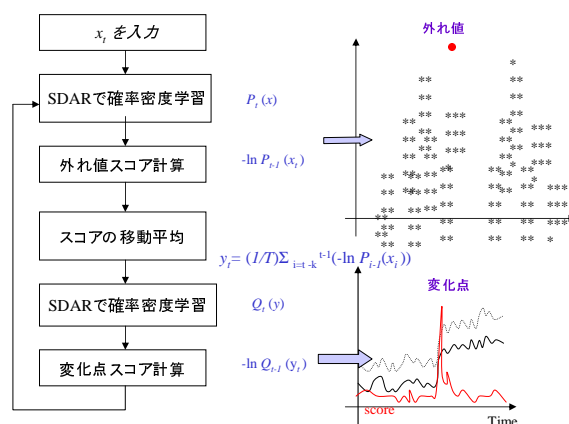 x_t を入力
SDARで確率密度学習
外れ値スコア計算
スコアの移動平均
SDARで確率密度学習
変化点スコア計算
P_t (x)
-ln P_{t-1} (x_t)
y_t = (1/T)Σ_{i=t-k}^{t-1}(-ln P_{i-1}(x_i))
Q_t (y)
-ln Q_{t-1} (y_t)
外れ値
変化点
score
Time